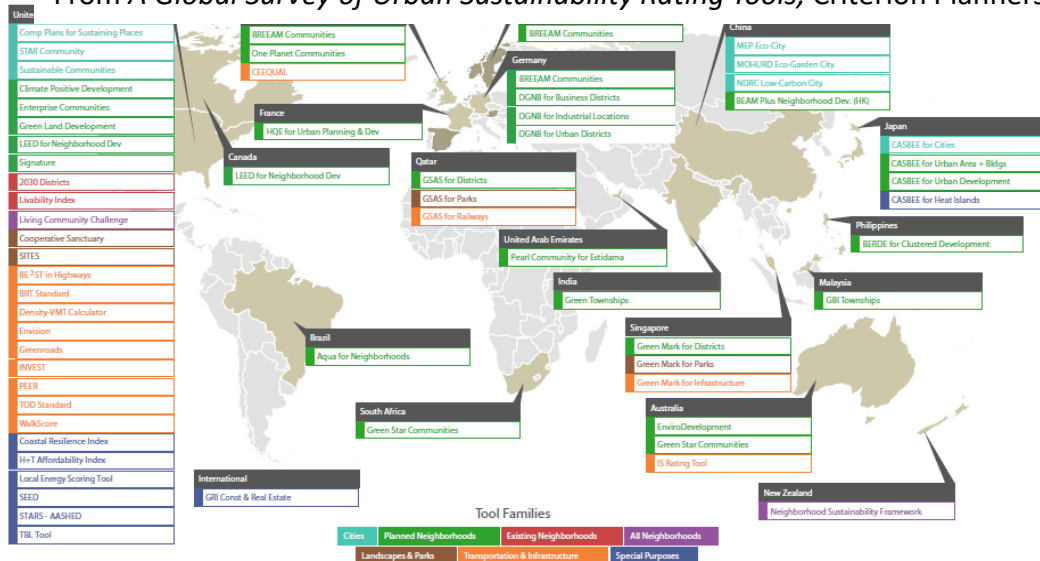 From A Global Survey of Urban Sustainability Rating Tools, Criterion Planners
United
Comp Plans for Sustaining Places
STAR Community
Sustainable Communities
Climate Positive Development
Enterprise Communities
Green Land Development
LEED for Neighborhood Dev
Signature
2030 Districts
Livability Index
Living Community Challenge
Cooperative Sanctuary
SITES
BE²ST in Highways
BRT Standard
Density-VMT Calculator
Envision
Greenroads
INVEST
PEER
TOD Standard
WalkScore
Coastal Resilience Index
H+T Affordability Index
Local Energy Scoring Tool
SEED
STARS - AASHED
TBL Tool
BREEAM Communities
One Planet Communities
CEEQUAL
France
HQE for Urban Planning & Dev
Canada
LEED for Neighborhood Dev
BREEAM Communities
Germany
BREEAM Communities
DGNB for Business Districts
DGNB for Industrial Locations
DGNB for Urban Districts
Qatar
GSAS for Districts
GSAS for Parks
GSAS for Railways
United Arab Emirates
Pearl Community for Estidama
India
Green Townships
China
MEP Eco-City
MOHURD Eco-Garden City
NDRC Low-Carbon City
BEAM Plus Neighborhood Dev. (HK)
Japan
CASBEE for Cities
CASBEE for Urban Area + Bldgs
CASBEE for Urban Development
CASBEE for Heat Islands
Philippines
BERDE for Clustered Development
Malaysia
GBI Townships
Singapore
Green Mark for Districts
Green Mark for Parks
Green Mark for Infrastructure
Brazil
Aqua for Neighborhoods
South Africa
Green Star Communities
Australia
EnviroDevelopment
Green Star Communities
IS Rating Tool
International
GRI Const & Real Estate
New Zealand
Neighborhood Sustainability Framework
Tool Families
Cities Planned Neighborhoods Existing Neighborhoods All Neighborhoods
Landscapes & Parks Transportation & Infrastructure Special Purposes